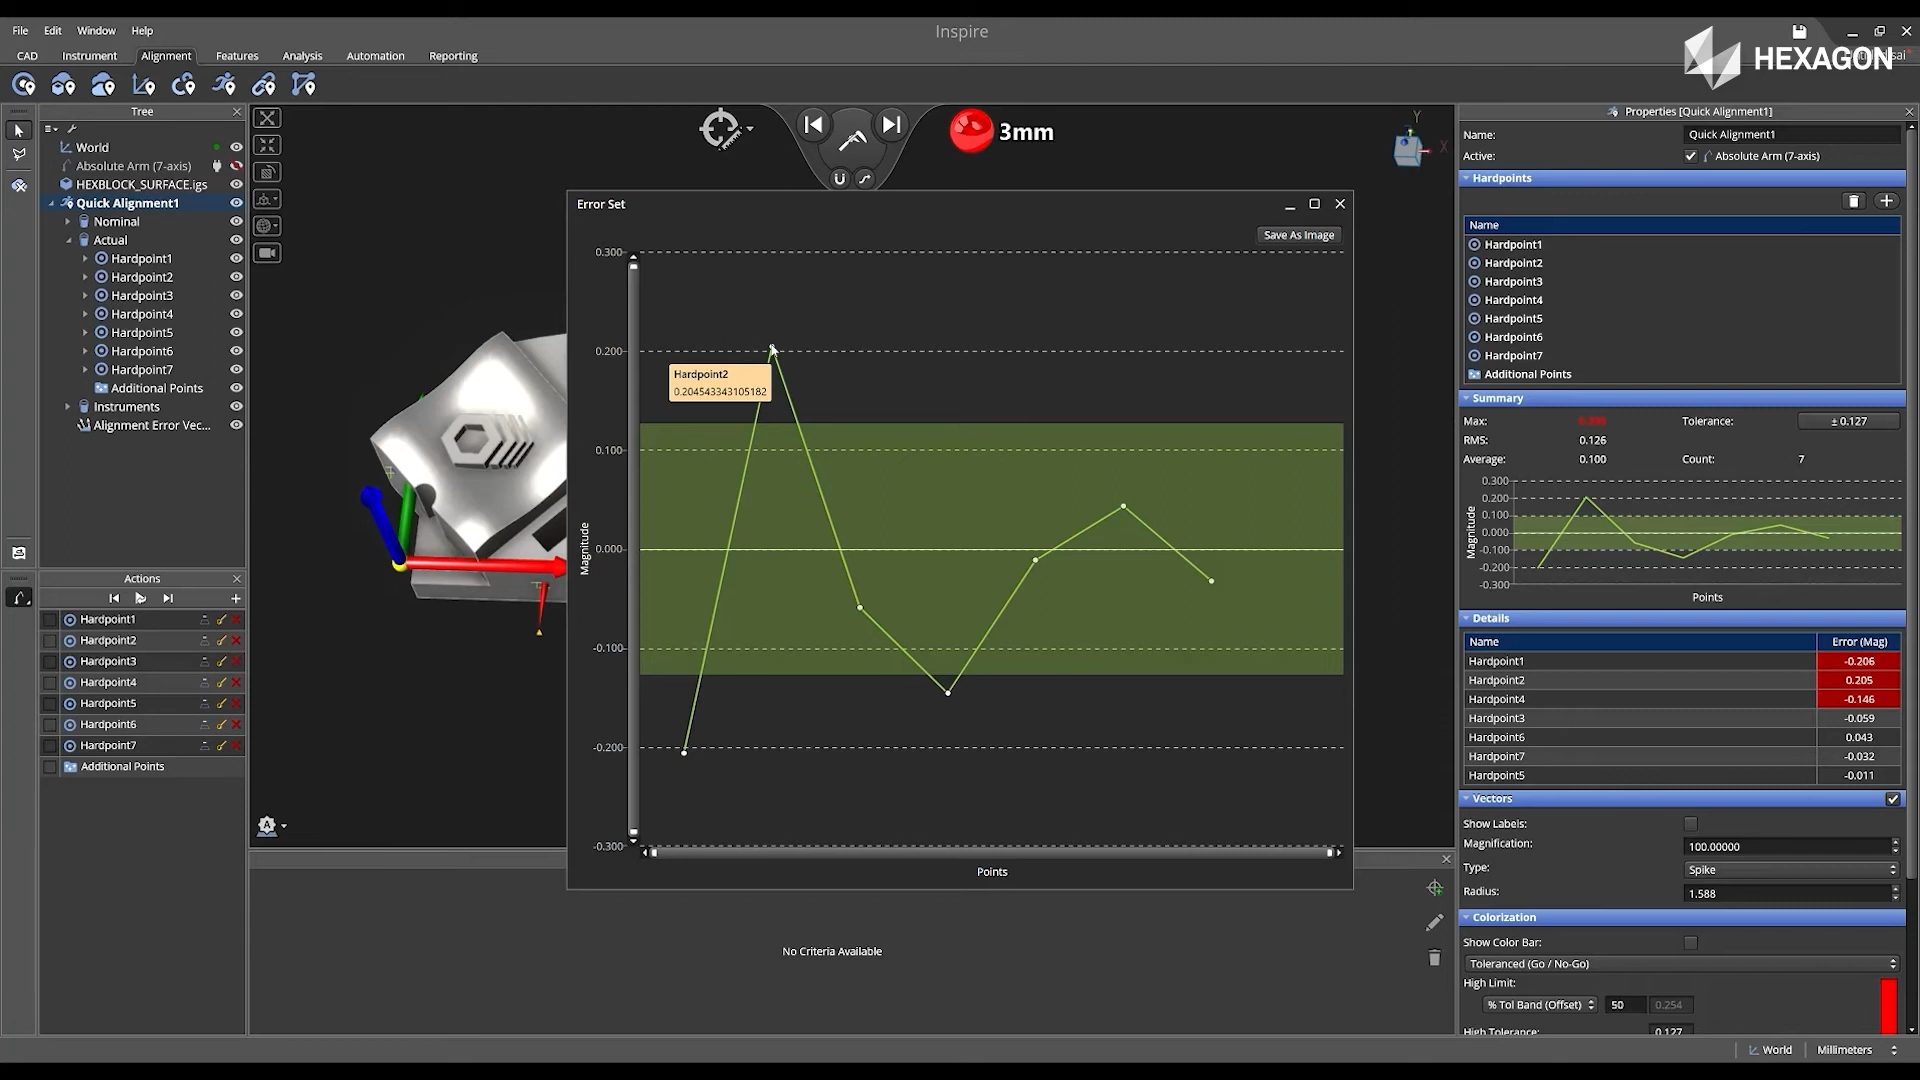 File Edit Window Help
Inspire
CAD Instrument Alignment Features Analysis Automation Reporting
HEXAGON
Tree
World
Absolute Arm (7-axis)
HEXBLOCK_SURFACE.igs
Quick Alignment1
Nominal
Actual
Hardpoint1
Hardpoint2
Hardpoint3
Hardpoint4
Hardpoint5
Hardpoint6
Hardpoint7
Additional Points
Instruments
Alignment Error Vec...
Actions
Hardpoint1
Hardpoint2
Hardpoint3
Hardpoint4
Hardpoint5
Hardpoint6
Hardpoint7
Additional Points
3mm
Y
X
A
Error Set
Save As Image
0.300
0.200
0.100
0.000
-0.100
-0.200
-0.300
Magnitude
Hardpoint2
0.204543343105182
Points
No Criteria Available
Properties [Quick Alignment1]
Name: Quick Alignment1
Active: Absolute Arm (7-axis)
Hardpoints
Name
Hardpoint1
Hardpoint2
Hardpoint3
Hardpoint4
Hardpoint5
Hardpoint6
Hardpoint7
Additional Points
Summary
Max: Tolerance: ± 0.127
RMS: 0.126
Average: 0.100 Count: 7
0.300
0.200
0.100
0.000
-0.100
-0.200
-0.300
Magnitude
Points
Details
Name Error (Mag)
Hardpoint1 -0.206
Hardpoint2 0.205
Hardpoint4 -0.146
Hardpoint3 -0.059
Hardpoint6 0.043
Hardpoint7 -0.032
Hardpoint5 -0.011
Vectors
Show Labels:
Magnification: 100.00000
Type: Spike
Radius: 1.588
Colorization
Show Color Bar:
Toleranced (Go / No-Go)
High Limit:
% Tol Band (Offset) 50 0.254
High Tolerance: 0.127
World Millimeters